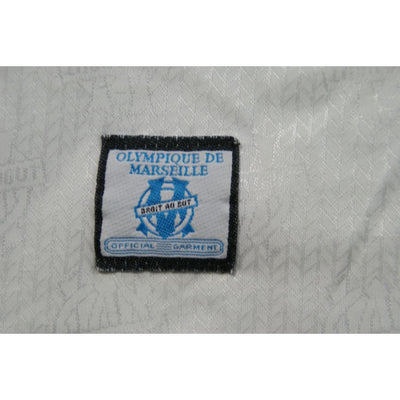 OLYMPIQUE DE
MARSEILLE
DROIT AU BUT
OFFICIAL GARMENT